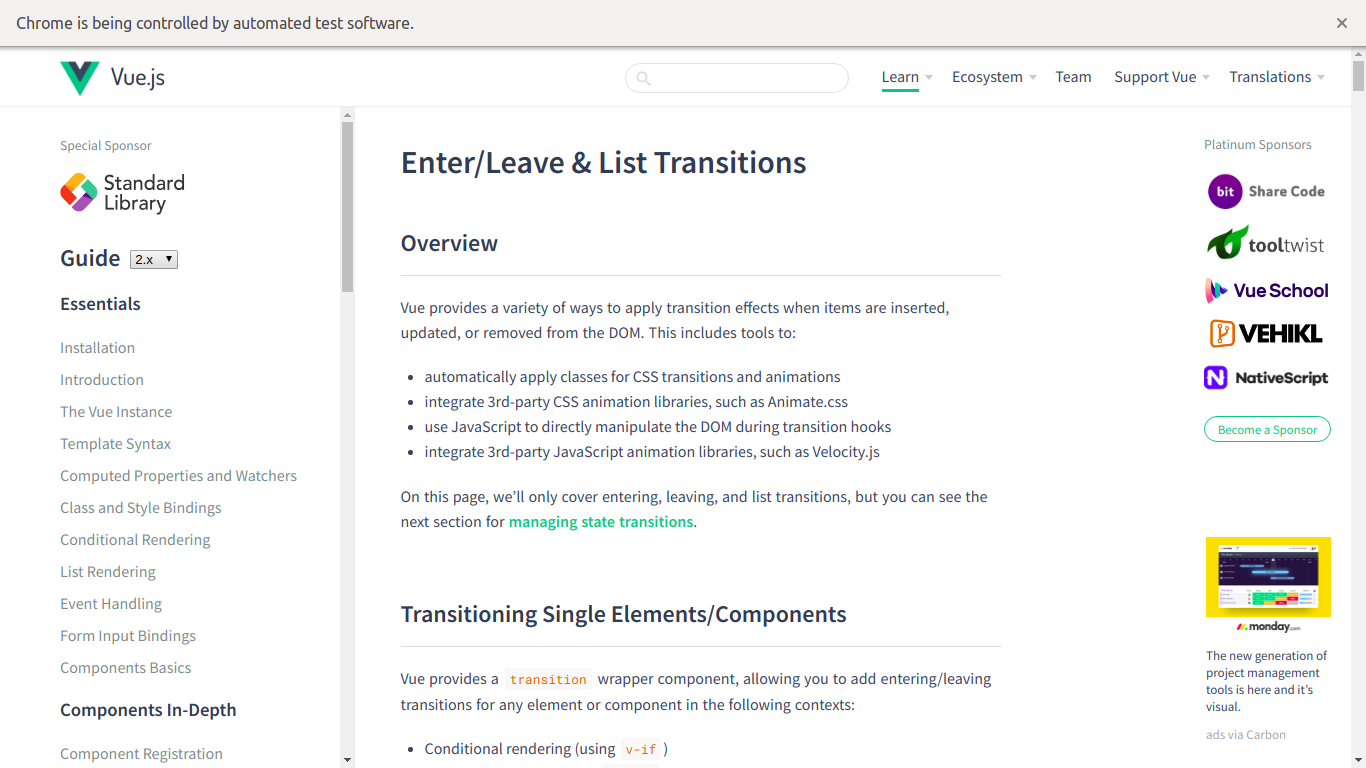 Chrome is being controlled by automated test software.
Vue.js
Learn
Ecosystem
Team
Support Vue
Translations
Special Sponsor
Standard
Library
Guide 2.x
Essentials
Installation
Introduction
The Vue Instance
Template Syntax
Computed Properties and Watchers
Class and Style Bindings
Conditional Rendering
List Rendering
Event Handling
Form Input Bindings
Components Basics
Components In-Depth
Component Registration
Enter/Leave & List Transitions
Overview
Vue provides a variety of ways to apply transition effects when items are inserted,
updated, or removed from the DOM. This includes tools to:
automatically apply classes for CSS transitions and animations
integrate 3rd-party CSS animation libraries, such as Animate.css
use JavaScript to directly manipulate the DOM during transition hooks
integrate 3rd-party JavaScript animation libraries, such as Velocity.js
On this page, we’ll only cover entering, leaving, and list transitions, but you can see the
next section for managing state transitions.
Transitioning Single Elements/Components
Vue provides a transition wrapper component, allowing you to add entering/leaving
transitions for any element or component in the following contexts:
Conditional rendering (using v-if )
Platinum Sponsors
bit Share Code
tooltwist
Vue School
VEHIKL
N NativeScript
Become a Sponsor
monday.com
The new generation of
project management
tools is here and it’s
visual.
ads via Carbon